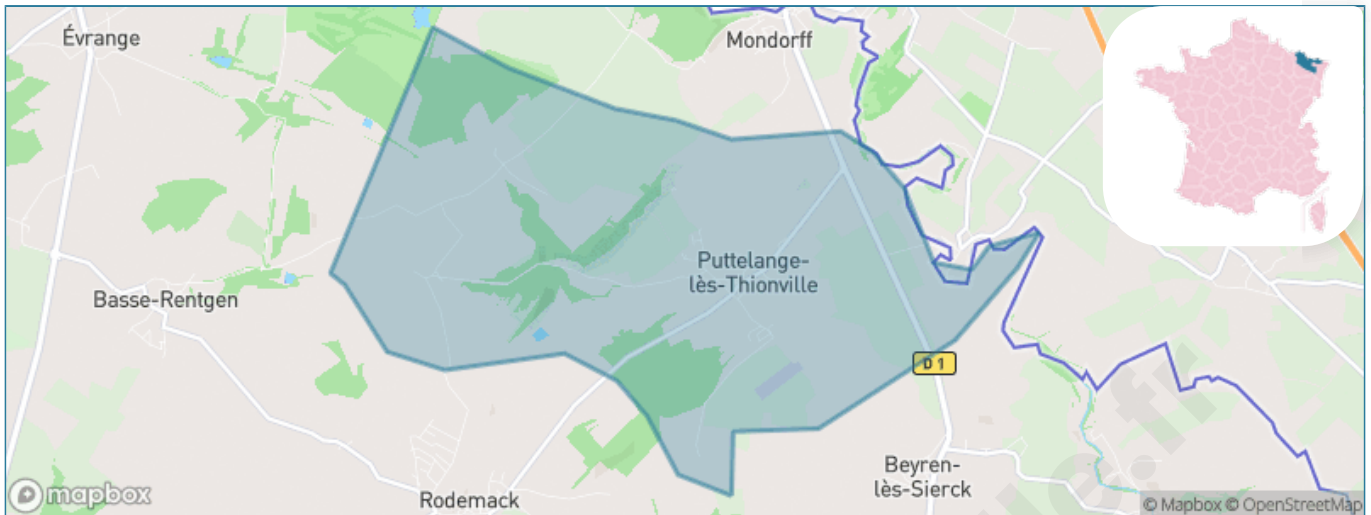 Évrange
Mondorff
Puttelange-
lès-Thionville
Basse-Rentgen
D 1
Beyren-
lès-Sierck
Rodemack
mapbox
© Mapbox © OpenStreetMap